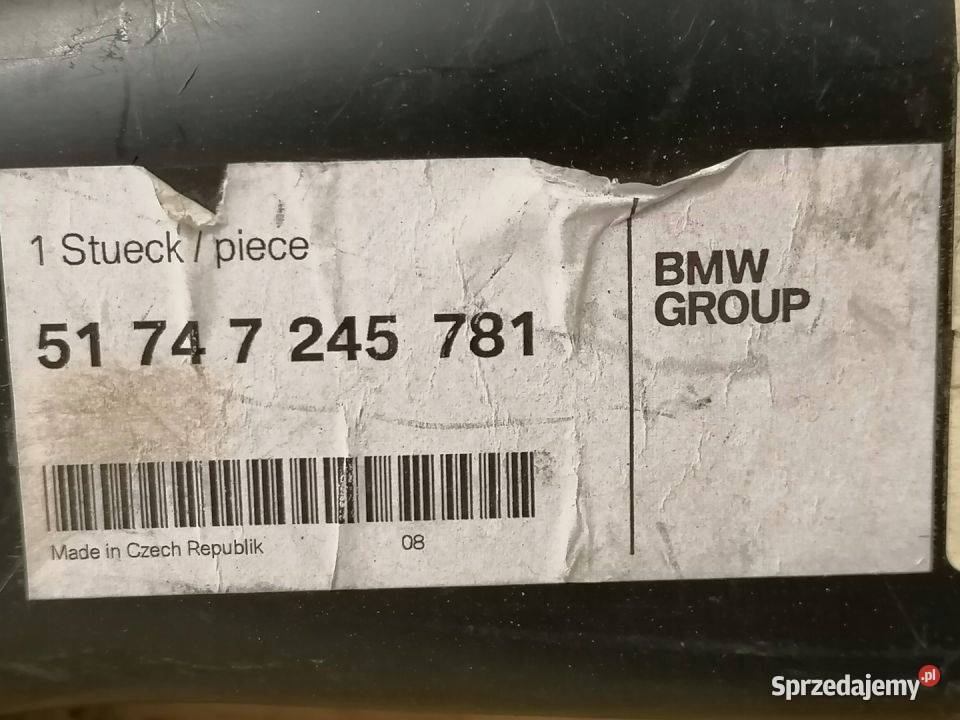 1 Stueck / piece
51 74 7 245 781
BMW
GROUP
Made in Czech Republik
08
Sprzedajemy.pl